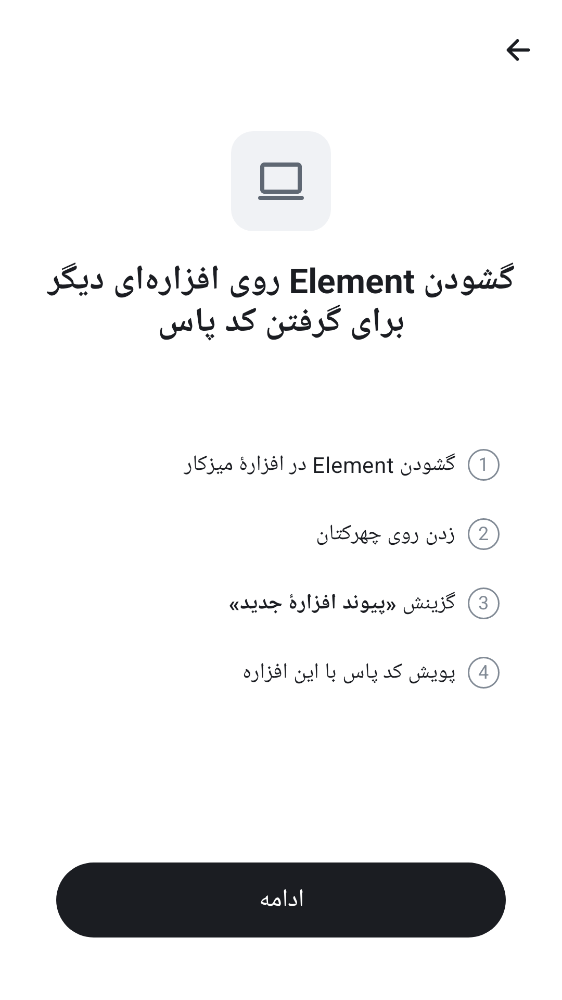 گشودن Element روی افزاره‌ای دیگر
برای گرفتن کد پاس
1 گشودن Element در افزارهٔ میزکار
2 زدن روی چهرکتان
3 گزینش «پیوند افزارهٔ جدید»
4 پویش کد پاس با این افزاره
ادامه